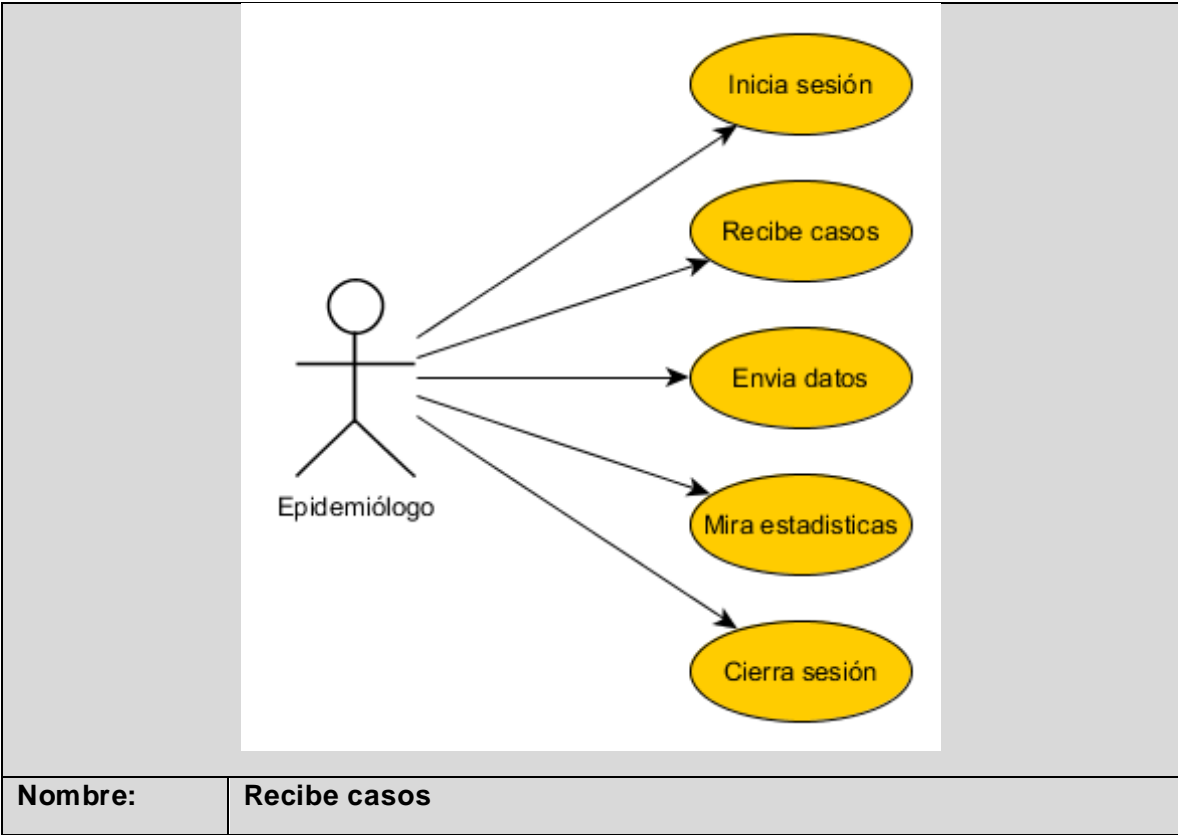 Inicia sesión
Recibe casos
Envia datos
Epidemiólogo
Mira estadisticas
Cierra sesión
Nombre: Recibe casos